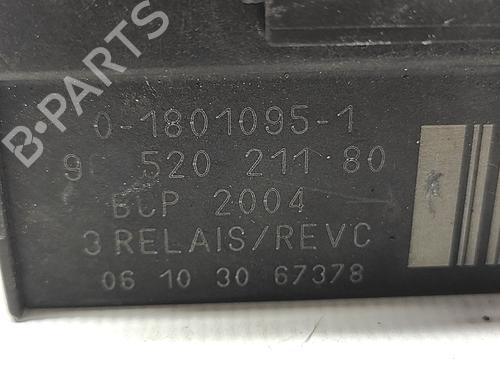 B-PARTS
0-1801095-1
520 211 80
BCP 2004
3 RELAIS/REVC
06 10 30 67378